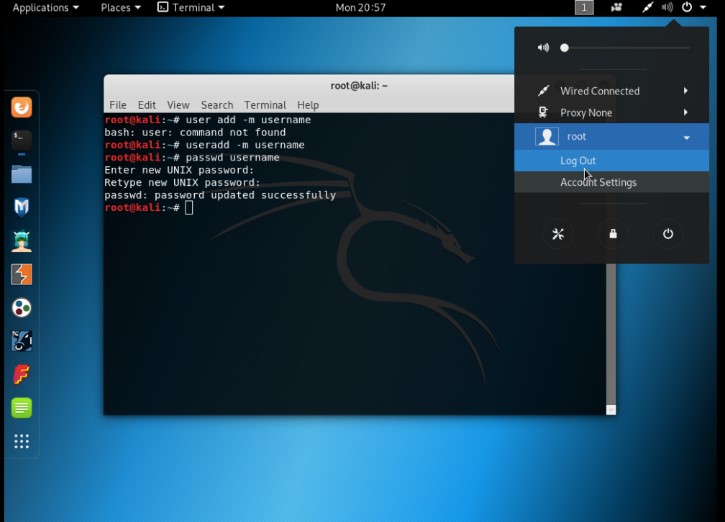 Applications Places Terminal Mon 20:57 1
root@kali: ~
File Edit View Search Terminal Help
root@kali:~# user add -m username
bash: user: command not found
root@kali:~# useradd -m username
root@kali:~# passwd username
Enter new UNIX password:
Retype new UNIX password:
passwd: password updated successfully
root@kali:~#
Wired Connected
Proxy None
root
Log Out
Account Settings